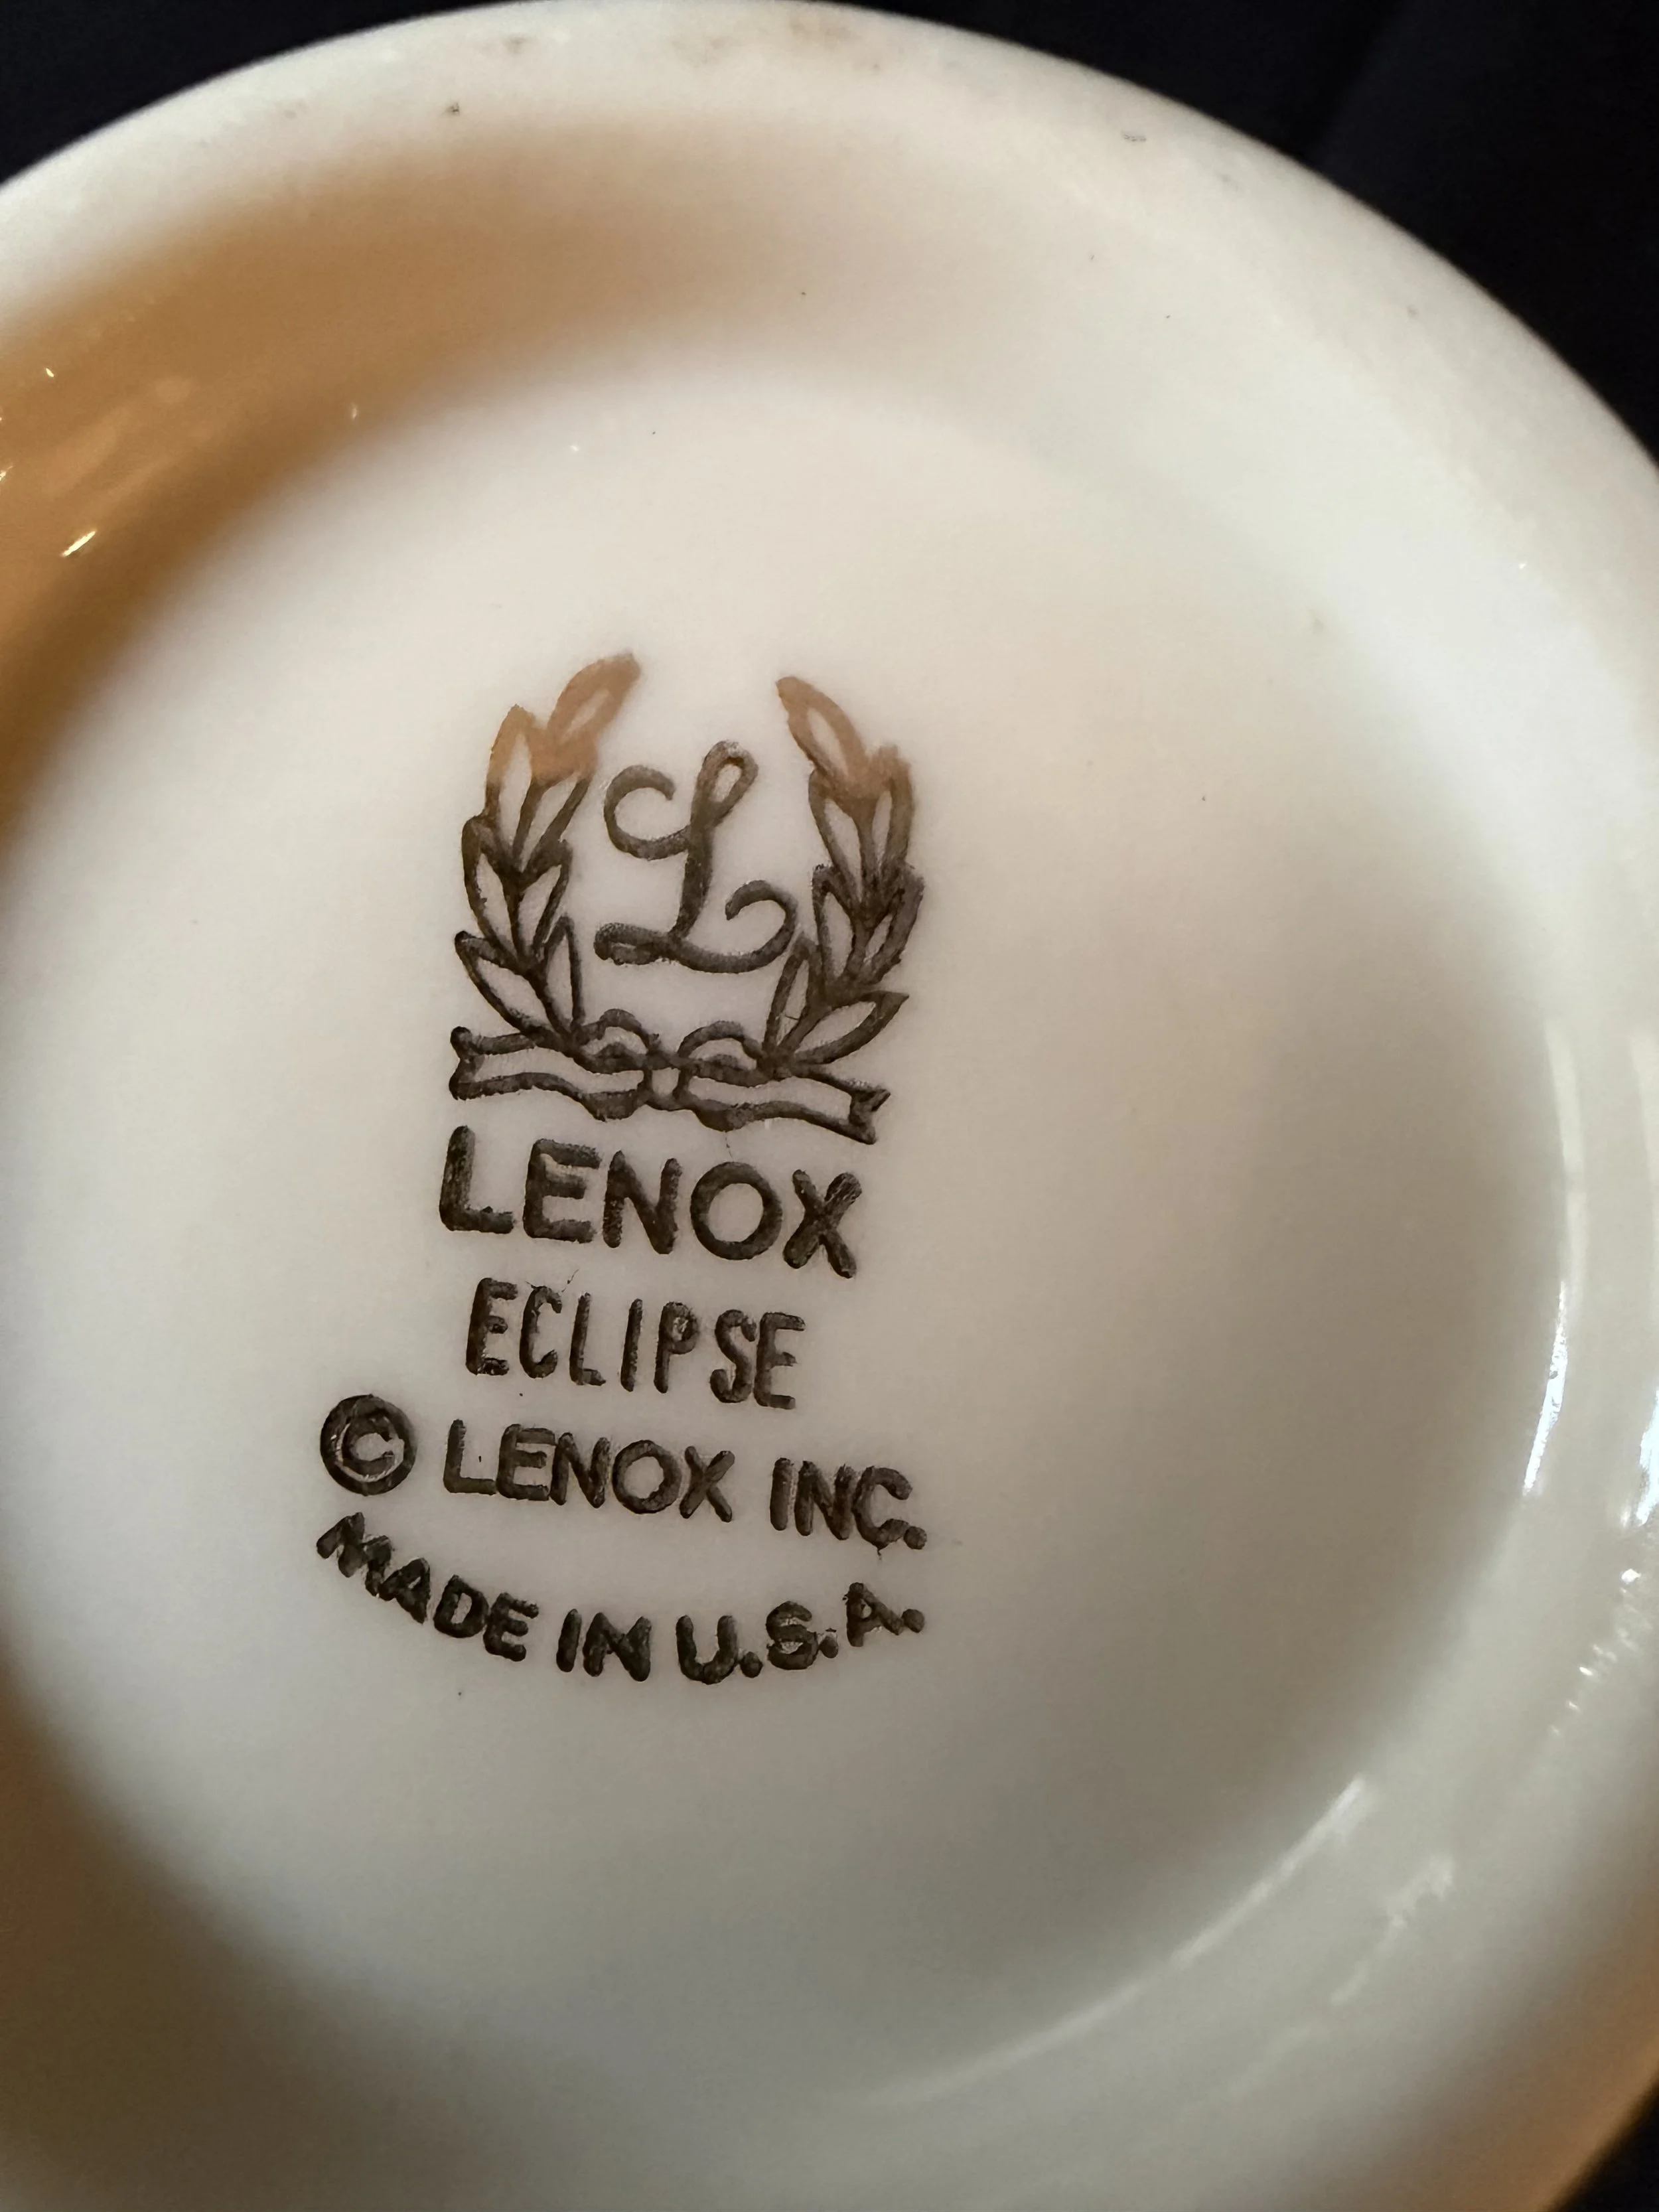 L
LENOX
ECLIPSE
© LENOX INC.
MADE IN U.S.A.